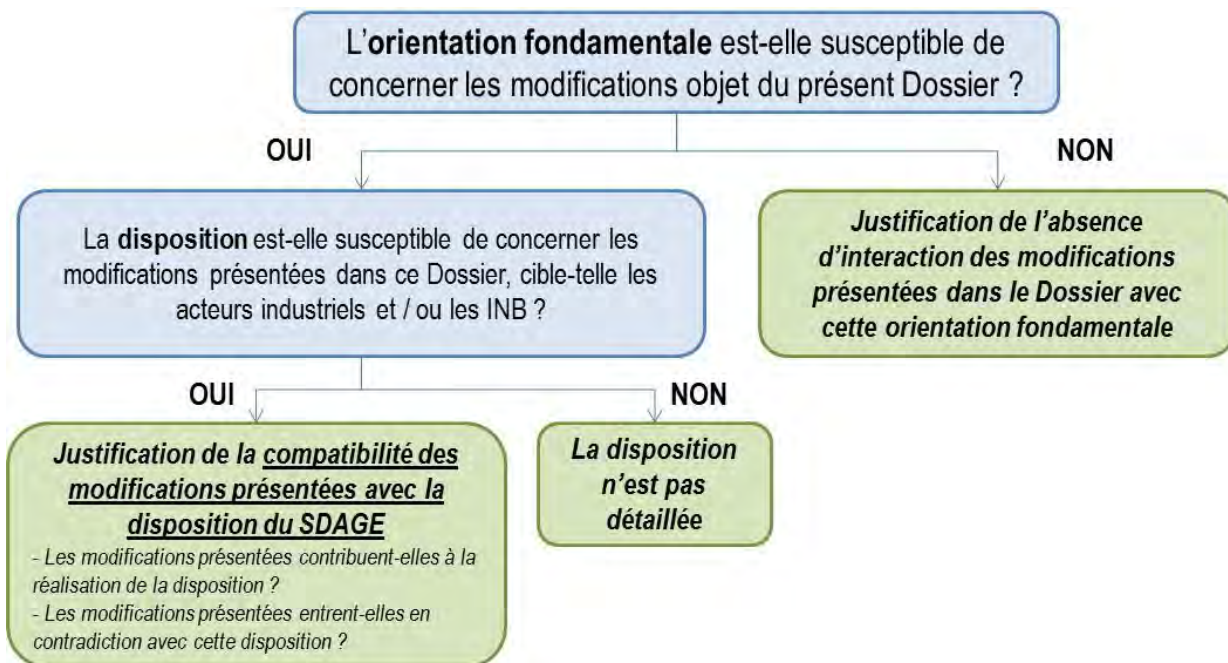 L'orientation fondamentale est-elle susceptible de
concerner les modifications objet du présent Dossier ?
OUI
NON
La disposition est-elle susceptible de concerner les
modifications présentées dans ce Dossier, cible-telle les
acteurs industriels et / ou les INB ?
Justification de l'absence
d'interaction des modifications
présentées dans le Dossier avec
cette orientation fondamentale
OUI
NON
Justification de la compatibilité des
modifications présentées avec la
disposition du SDAGE
- Les modifications présentées contribuent-elles à la
réalisation de la disposition ?
- Les modifications présentées entrent-elles en
contradiction avec cette disposition ?
La disposition
n'est pas
détaillée